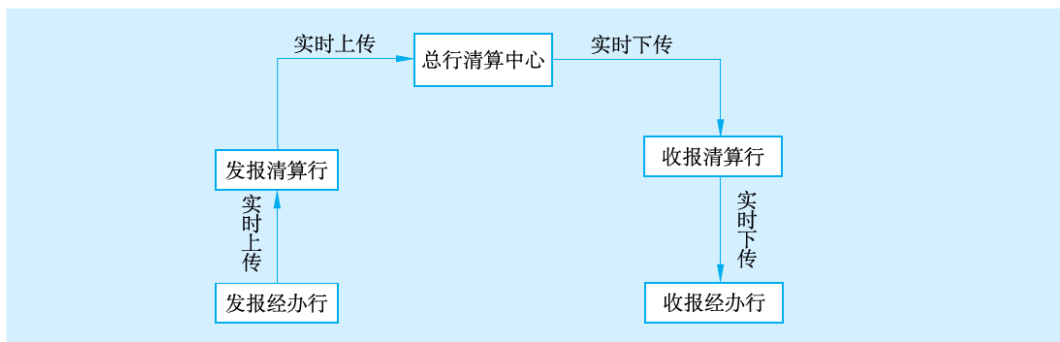 实时上传
总行清算中心
实时下传
发报清算行
收报清算行
实时上传
实时下传
发报经办行
收报经办行